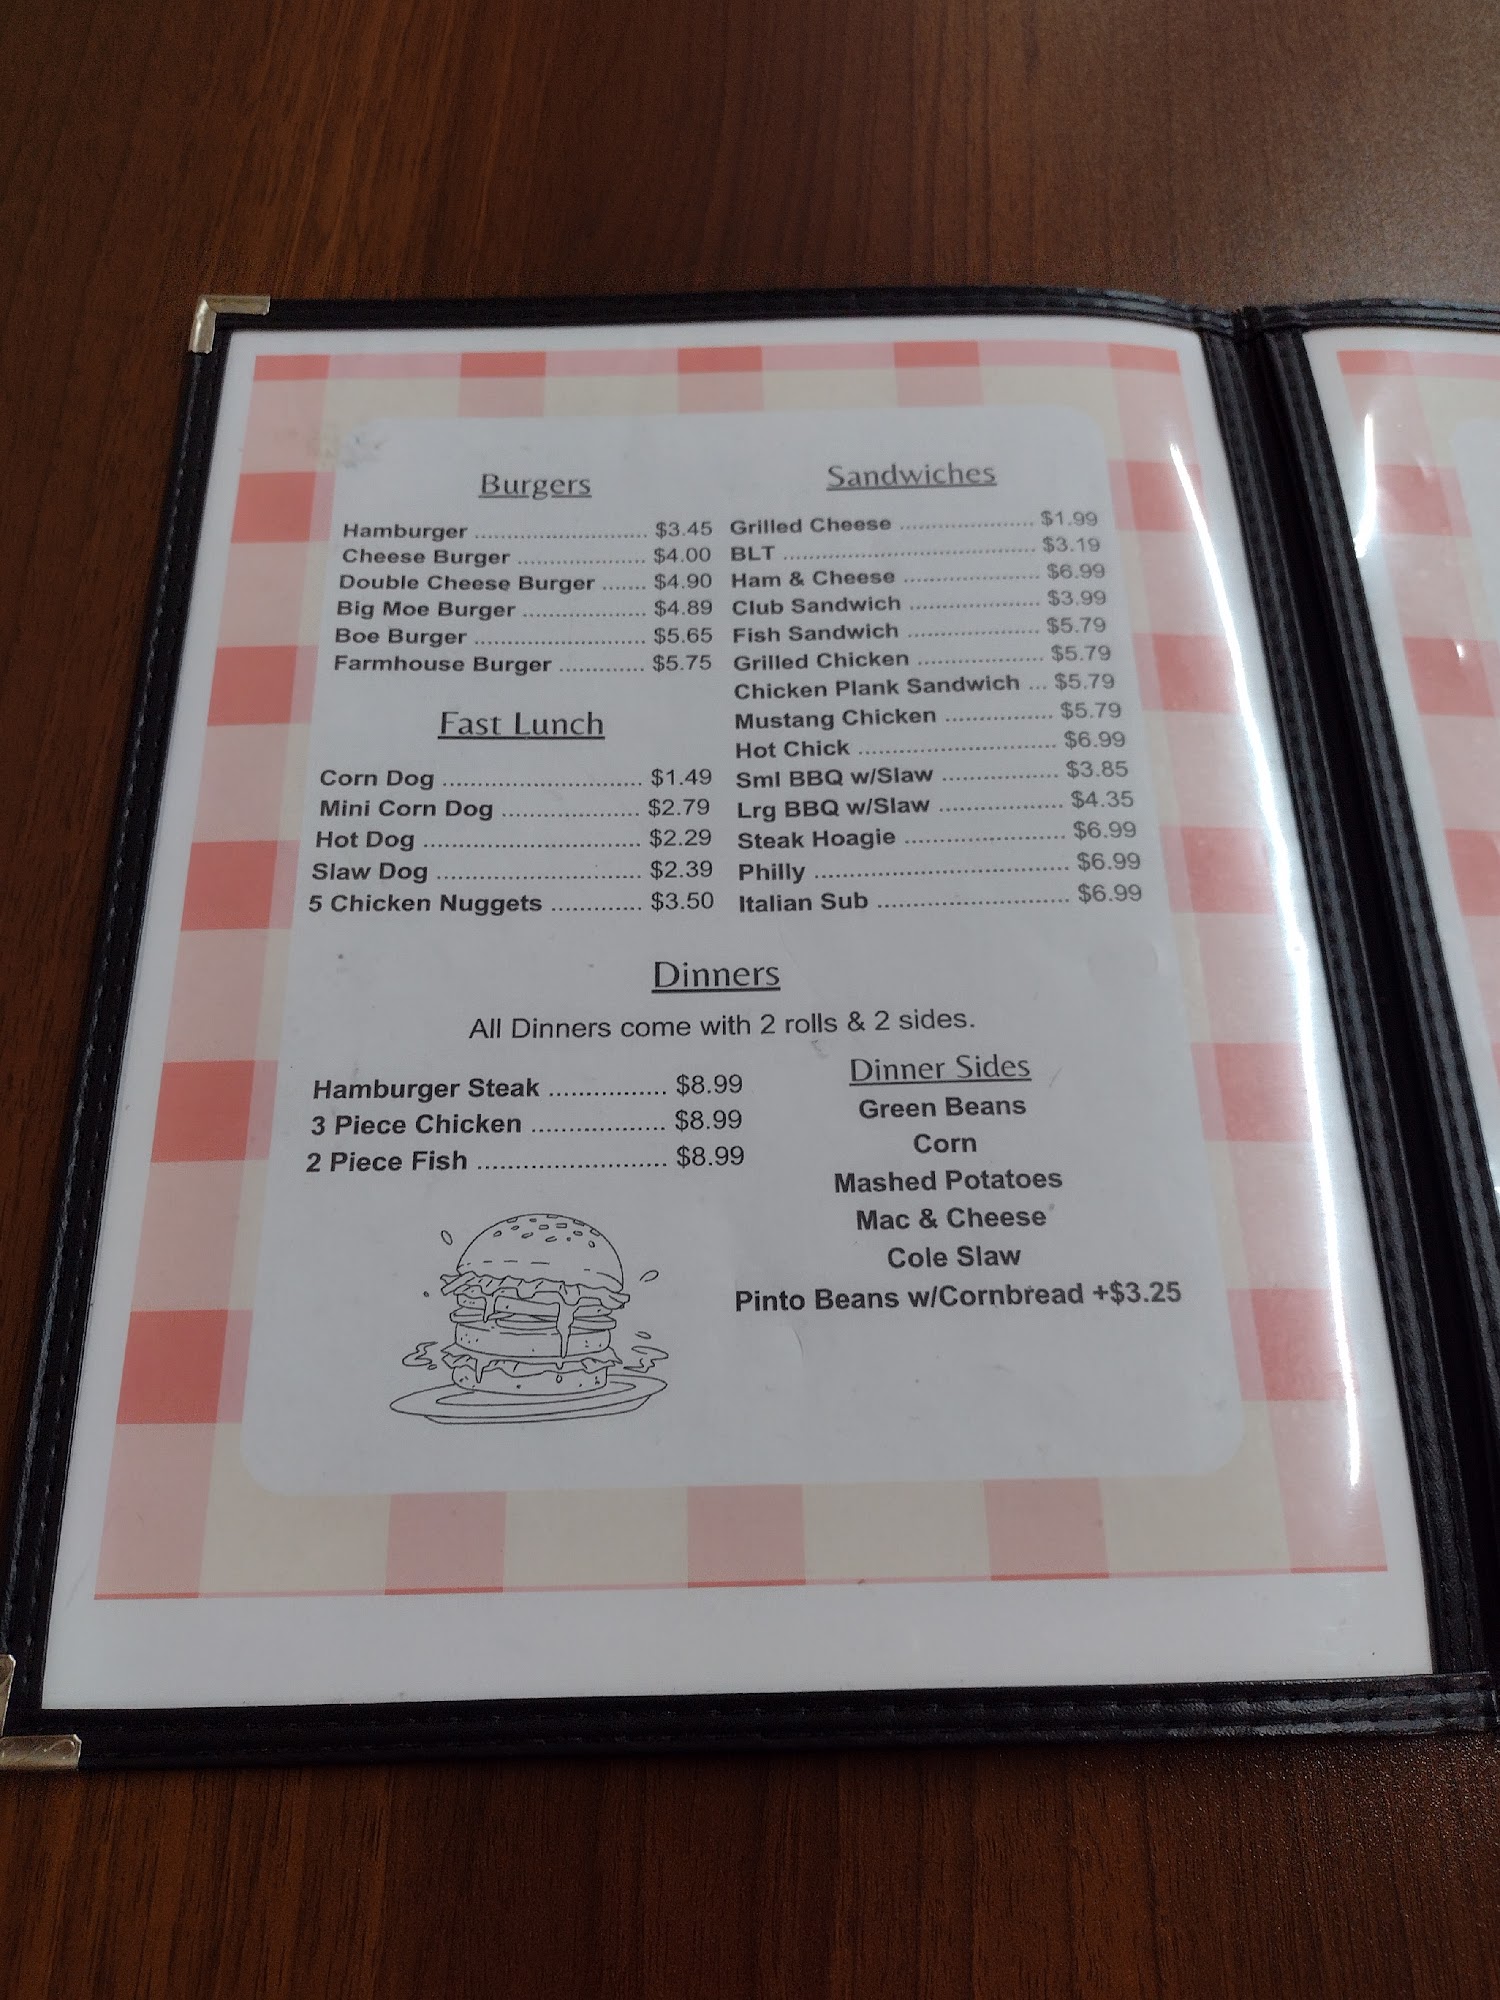 Burgers
Hamburger ............................ $3.45
Cheese Burger ..................... $4.00
Double Cheese Burger ....... $4.90
Big Moe Burger .................... $4.89
Boe Burger ............................ $5.65
Farmhouse Burger ............. $5.75
Fast Lunch
Corn Dog ............................... $1.49
Mini Corn Dog ..................... $2.79
Hot Dog .................................. $2.29
Slaw Dog ................................ $2.39
5 Chicken Nuggets ............. $3.50
Sandwiches
Grilled Cheese ...................... $1.99
BLT .......................................... $3.19
Ham & Cheese ...................... $6.99
Club Sandwich ..................... $3.99
Fish Sandwich ...................... $5.79
Grilled Chicken .................... $5.79
Chicken Plank Sandwich ... $5.79
Mustang Chicken ................. $5.79
Hot Chick ............................... $6.99
Sml BBQ w/Slaw .................. $3.85
Lrg BBQ w/Slaw ................... $4.35
Steak Hoagie ......................... $6.99
Philly ....................................... $6.99
Italian Sub ............................. $6.99
Dinners
All Dinners come with 2 rolls & 2 sides.
Hamburger Steak ................ $8.99
3 Piece Chicken .................. $8.99
2 Piece Fish ......................... $8.99
Dinner Sides
Green Beans
Corn
Mashed Potatoes
Mac & Cheese
Cole Slaw
Pinto Beans w/Cornbread +$3.25